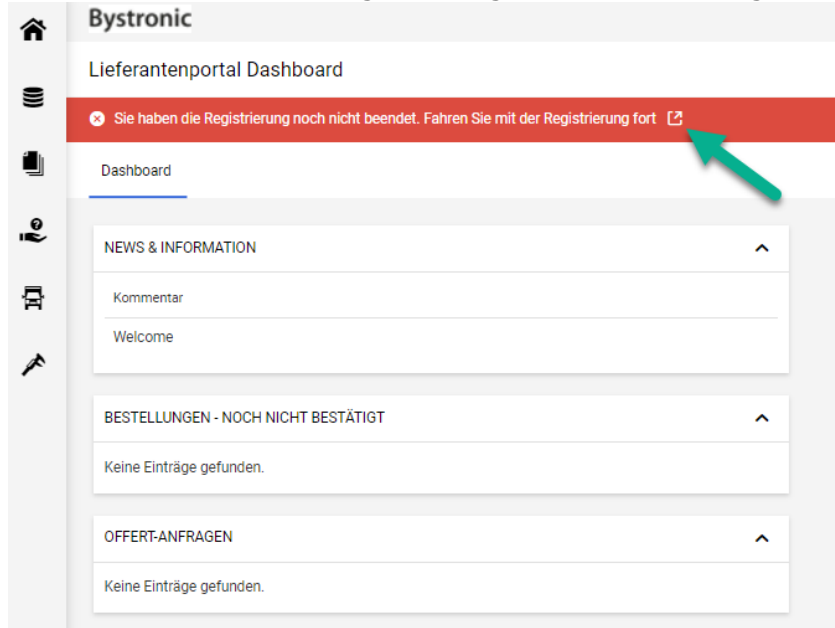 Bystronic
Lieferantenportal Dashboard
Sie haben die Registrierung noch nicht beendet. Fahren Sie mit der Registrierung fort
Dashboard
NEWS & INFORMATION
Kommentar
Welcome
BESTELLUNGEN - NOCH NICHT BESTÄTIGT
Keine Einträge gefunden.
OFFERT-ANFRAGEN
Keine Einträge gefunden.